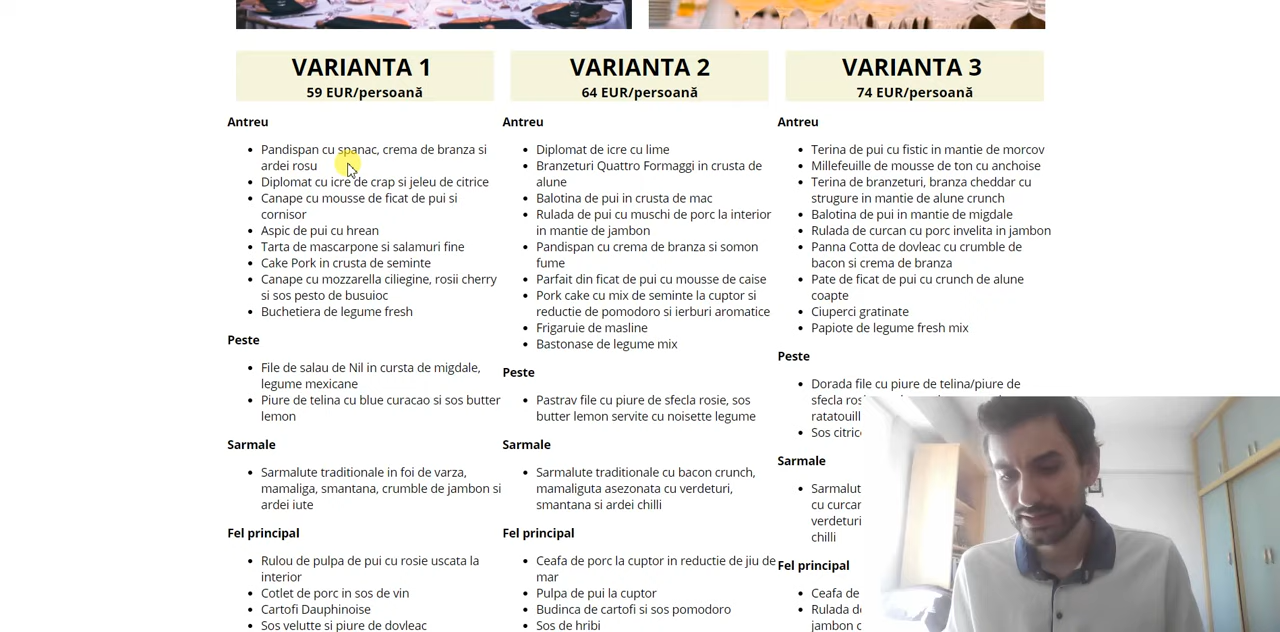 VARIANTA 1
59 EUR/persoană
Antreu
Pandispan cu spanac, crema de branza si
ardei rosu
Diplomat cu icre de crap si jeleu de citrice
Canape cu mousse de ficat de pui si
cornisor
Aspic de pui cu hrean
Tarta de mascarpone si salamuri fine
Cake Pork in crusta de seminte
Canape cu mozzarella ciliegine, rosii cherry
si sos pesto de busuioc
Buchetiera de legume fresh
Peste
File de salau de Nil in cursta de migdale,
legume mexicane
Piure de telina cu blue curacao si sos butter
lemon
Sarmale
Sarmalute traditionale in foi de varza,
mamaliga, smantana, crumble de jambon si
ardei iute
Fel principal
Rulou de pulpa de pui cu rosie uscata la
interior
Cotlet de porc in sos de vin
Cartofi Dauphinoise
Sos velutte si piure de dovleac
VARIANTA 2
64 EUR/persoană
Antreu
Diplomat de icre cu lime
Branzeturi Quattro Formaggi in crusta de
alune
Balotina de pui in crusta de mac
Rulada de pui cu muschi de porc la interior
in mantie de jambon
Pandispan cu crema de branza si somon
fume
Parfait din ficat de pui cu mousse de caise
Pork cake cu mix de seminte la cuptor si
reductie de pomodoro si ierburi aromatice
Frigaruie de masline
Bastonase de legume mix
Peste
Pastrav file cu piure de sfecla rosie, sos
butter lemon servite cu noisette legume
Sarmale
Sarmalute traditionale cu bacon crunch,
mamaliguta asezonata cu verdeturi,
smantana si ardei chilli
Fel principal
Ceafa de porc la cuptor in reductie de jiu de
mar
Pulpa de pui la cuptor
Budinca de cartofi si sos pomodoro
Sos de hribi
VARIANTA 3
74 EUR/persoană
Antreu
Terina de pui cu fistic in mantie de morcov
Millefeuille de mousse de ton cu anchoise
Terina de branzeturi, branza cheddar cu
strugure in mantie de alune crunch
Balotina de pui in mantie de migdale
Rulada de curcan cu porc invelita in jambon
Panna Cotta de dovleac cu crumble de
bacon si crema de branza
Pate de ficat de pui cu crunch de alune
coapte
Ciuperci gratinate
Papiote de legume fresh mix
Peste
Dorada file cu piure de telina/piure de
sfecla
ratatouill
Sos citric
Sarmale
Sarmalut
cu curcar
verdeturi
chilli
Fel principal
Ceafa de
Rulada de
jambon c